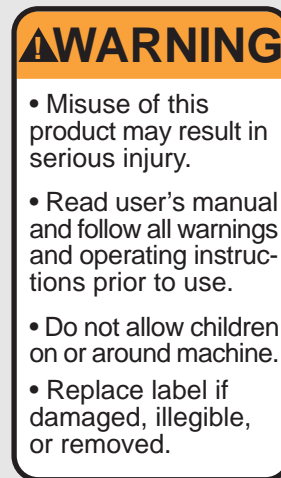 WARNING
• Misuse of this
product may result in
serious injury.
• Read user’s manual
and follow all warnings
and operating instruc-
tions prior to use.
• Do not allow children
on or around machine.
• Replace label if
damaged, illegible,
or removed.